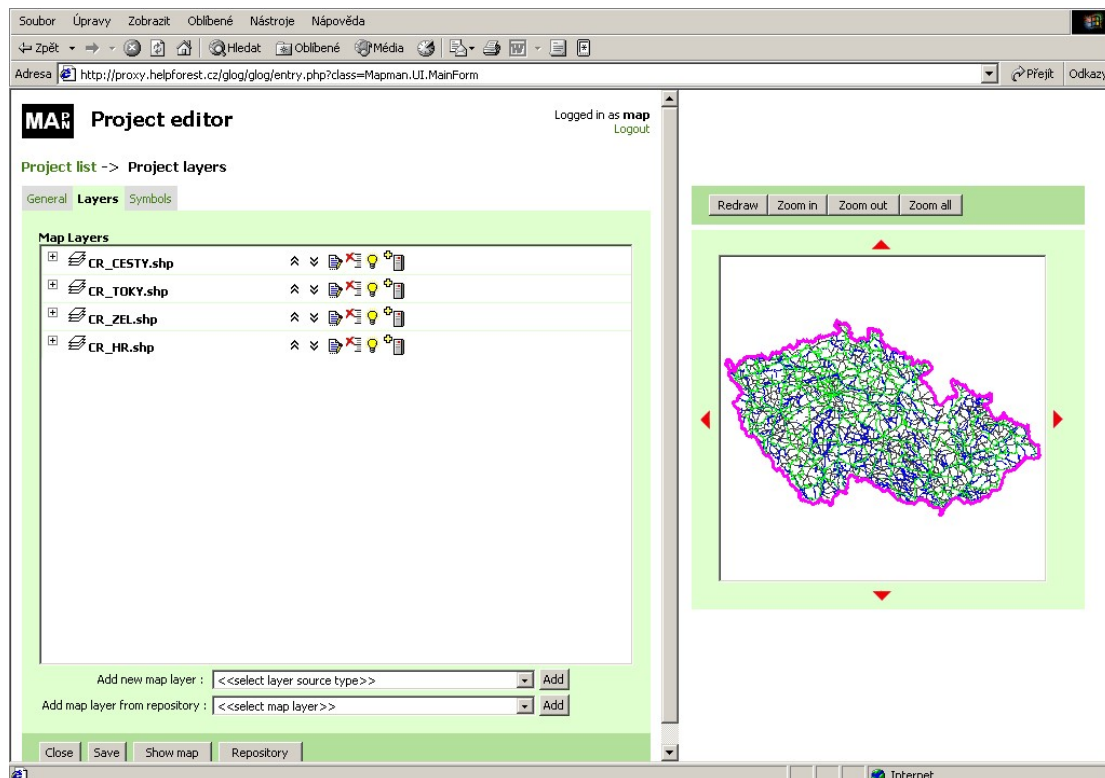 Soubor Úpravy Zobrazit Oblíbené Nástroje Nápověda
Zpět Hledat Oblíbené Média
Adresa http://proxy.helpforest.cz/glog/glog/entry.php?class=Mapman.UI.MainForm Přejít Odkazy
MAPN Project editor Logged in as map
Logout
Project list -> Project layers
General Layers Symbols
Redraw Zoom in Zoom out Zoom all
Map Layers
CR_CESTY.shp
CR_TOKY.shp
CR_ZEL.shp
CR_HR.shp
Add new map layer : <<select layer source type>> Add
Add map layer from repository : <<select map layer>> Add
Close Save Show map Repository
Internet